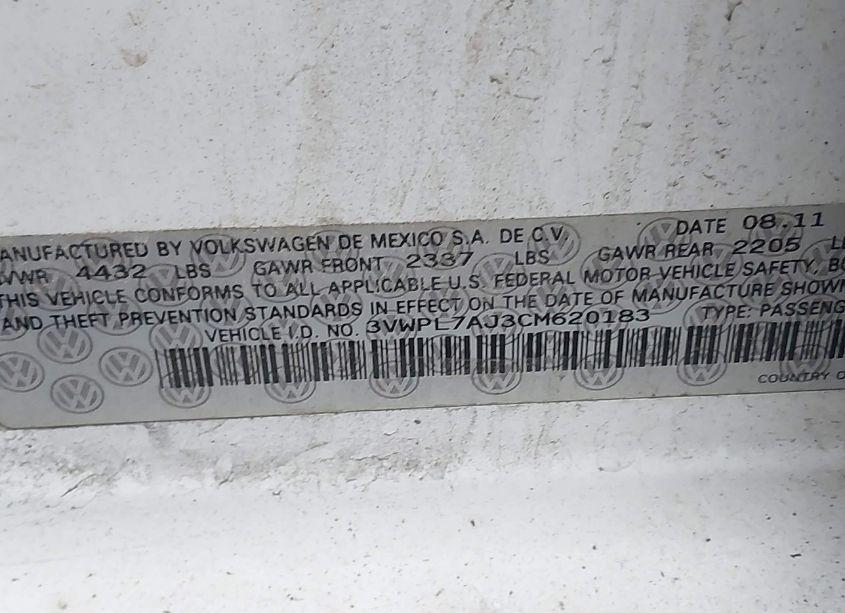 DATE 08.11
ANUFACTURED BY VOLKSWAGEN DE MEXICO S.A. DE C.V.
VWR 4432 LBS GAWR FRONT 2337 LBS GAWR REAR 2205 L
THIS VEHICLE CONFORMS TO ALL APPLICABLE U.S. FEDERAL MOTOR VEHICLE SAFETY, B
AND THEFT PREVENTION STANDARDS IN EFFECT ON THE DATE OF MANUFACTURE SHOWN
VEHICLE I.D. NO. 3VWPL7AJ3CM620183 TYPE: PASSENG
COUNTRY O